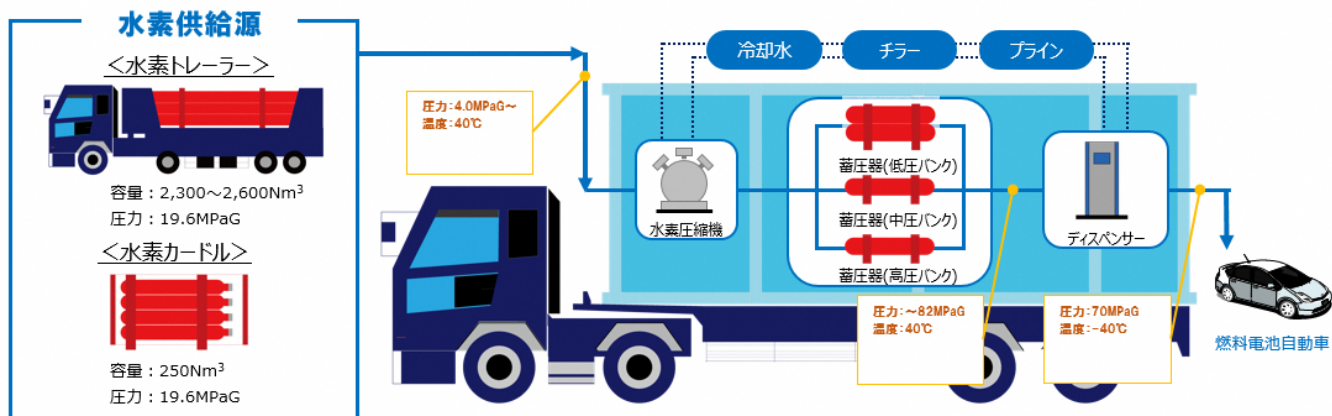 水素供給源
＜水素トレーラー＞
容量：2,300～2,600Nm³
圧力：19.6MPaG
＜水素カードル＞
容量：250Nm³
圧力：19.6MPaG
圧力：4.0MPaG～
温度：40℃
冷却水
チラー
ブライン
水素圧縮機
蓄圧器(低圧バンク)
蓄圧器(中圧バンク)
蓄圧器(高圧バンク)
ディスペンサー
圧力：～82MPaG
温度：40℃
圧力：70MPaG
温度：-40℃
燃料電池自動車